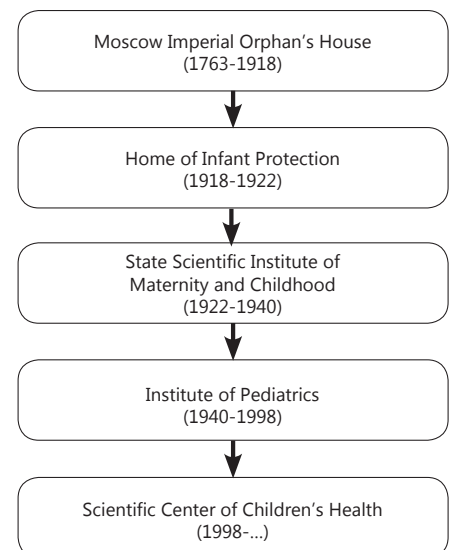 Moscow Imperial Orphan's House
(1763-1918)
Home of Infant Protection
(1918-1922)
State Scientific Institute of
Maternity and Childhood
(1922-1940)
Institute of Pediatrics
(1940-1998)
Scientific Center of Children's Health
(1998-...)